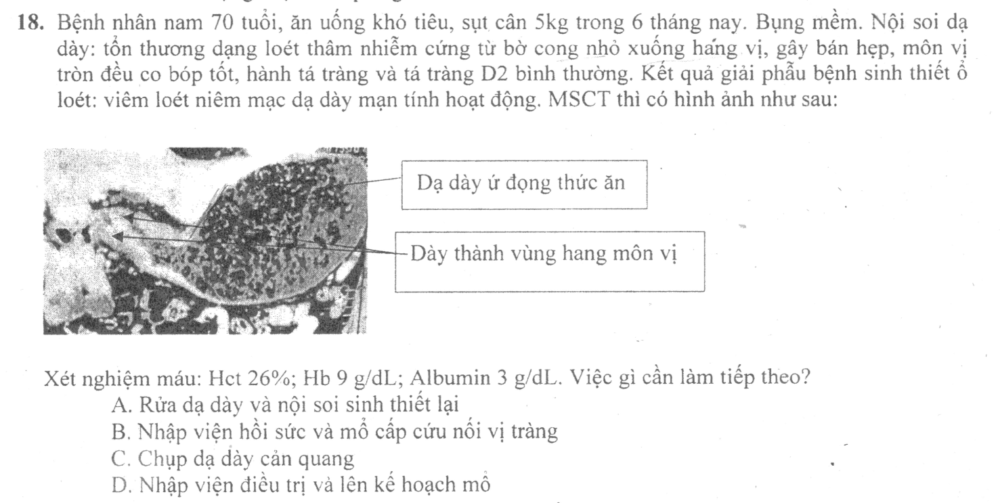 18. Bệnh nhân nam 70 tuổi, ăn uống khó tiêu, sụt cân 5kg trong 6 tháng nay. Bụng mềm. Nội soi dạ
dày: tổn thương dạng loét thâm nhiễm cứng từ bờ cong nhỏ xuống hang vị, gây bán hẹp, môn vị
tròn đều co bóp tốt, hành tá tràng và tá tràng D2 bình thường. Kết quả giải phẫu bệnh sinh thiết ổ
loét: viêm loét niêm mạc dạ dày mạn tính hoạt động. MSCT thì có hình ảnh như sau:
Dạ dày ứ đọng thức ăn
Dày thành vùng hang môn vị
Xét nghiệm máu: Hct 26%; Hb 9 g/dL; Albumin 3 g/dL. Việc gì cần làm tiếp theo?
A. Rửa dạ dày và nội soi sinh thiết lại
B. Nhập viện hồi sức và mổ cấp cứu nối vị tràng
C. Chụp dạ dày cản quang
D. Nhập viện điều trị và lên kế hoạch mổ